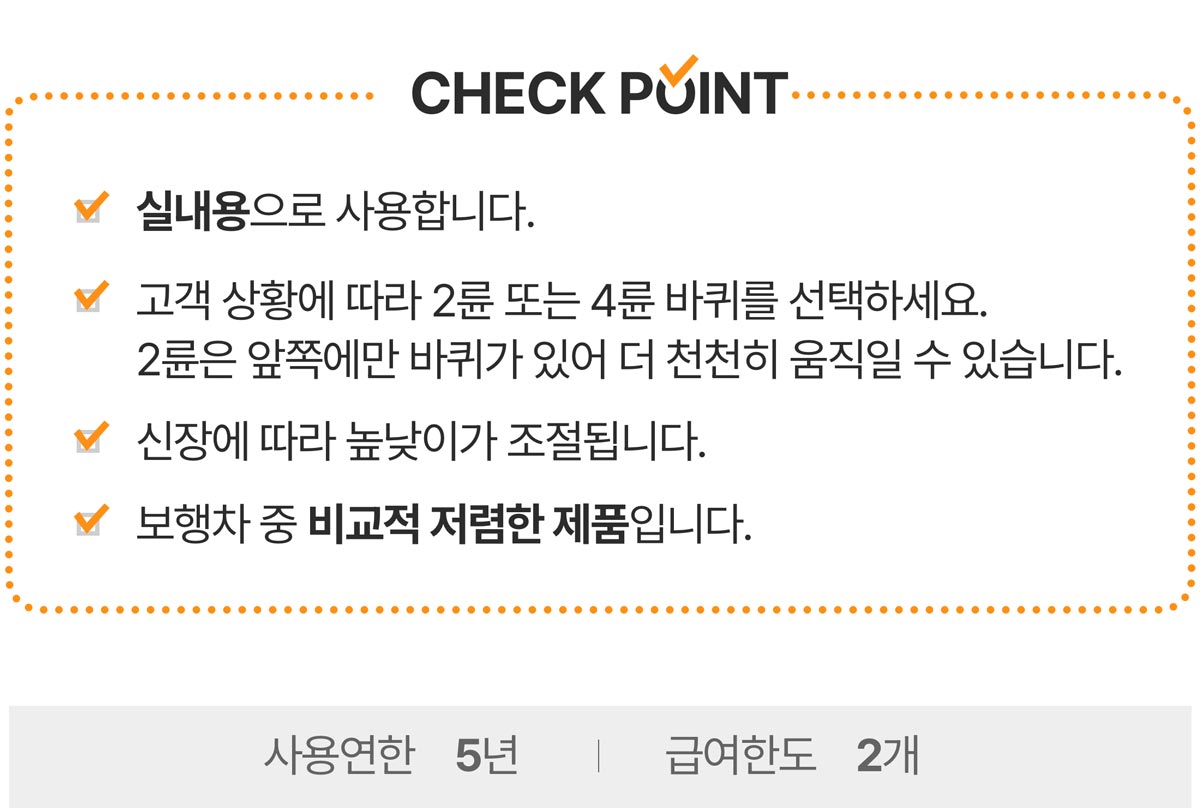 CHECK POINT
실내용으로 사용합니다.
고객 상황에 따라 2륜 또는 4륜 바퀴를 선택하세요.
2륜은 앞쪽에만 바퀴가 있어 더 천천히 움직일 수 있습니다.
신장에 따라 높낮이가 조절됩니다.
보행차 중 비교적 저렴한 제품입니다.
사용연한 5년 | 급여한도 2개